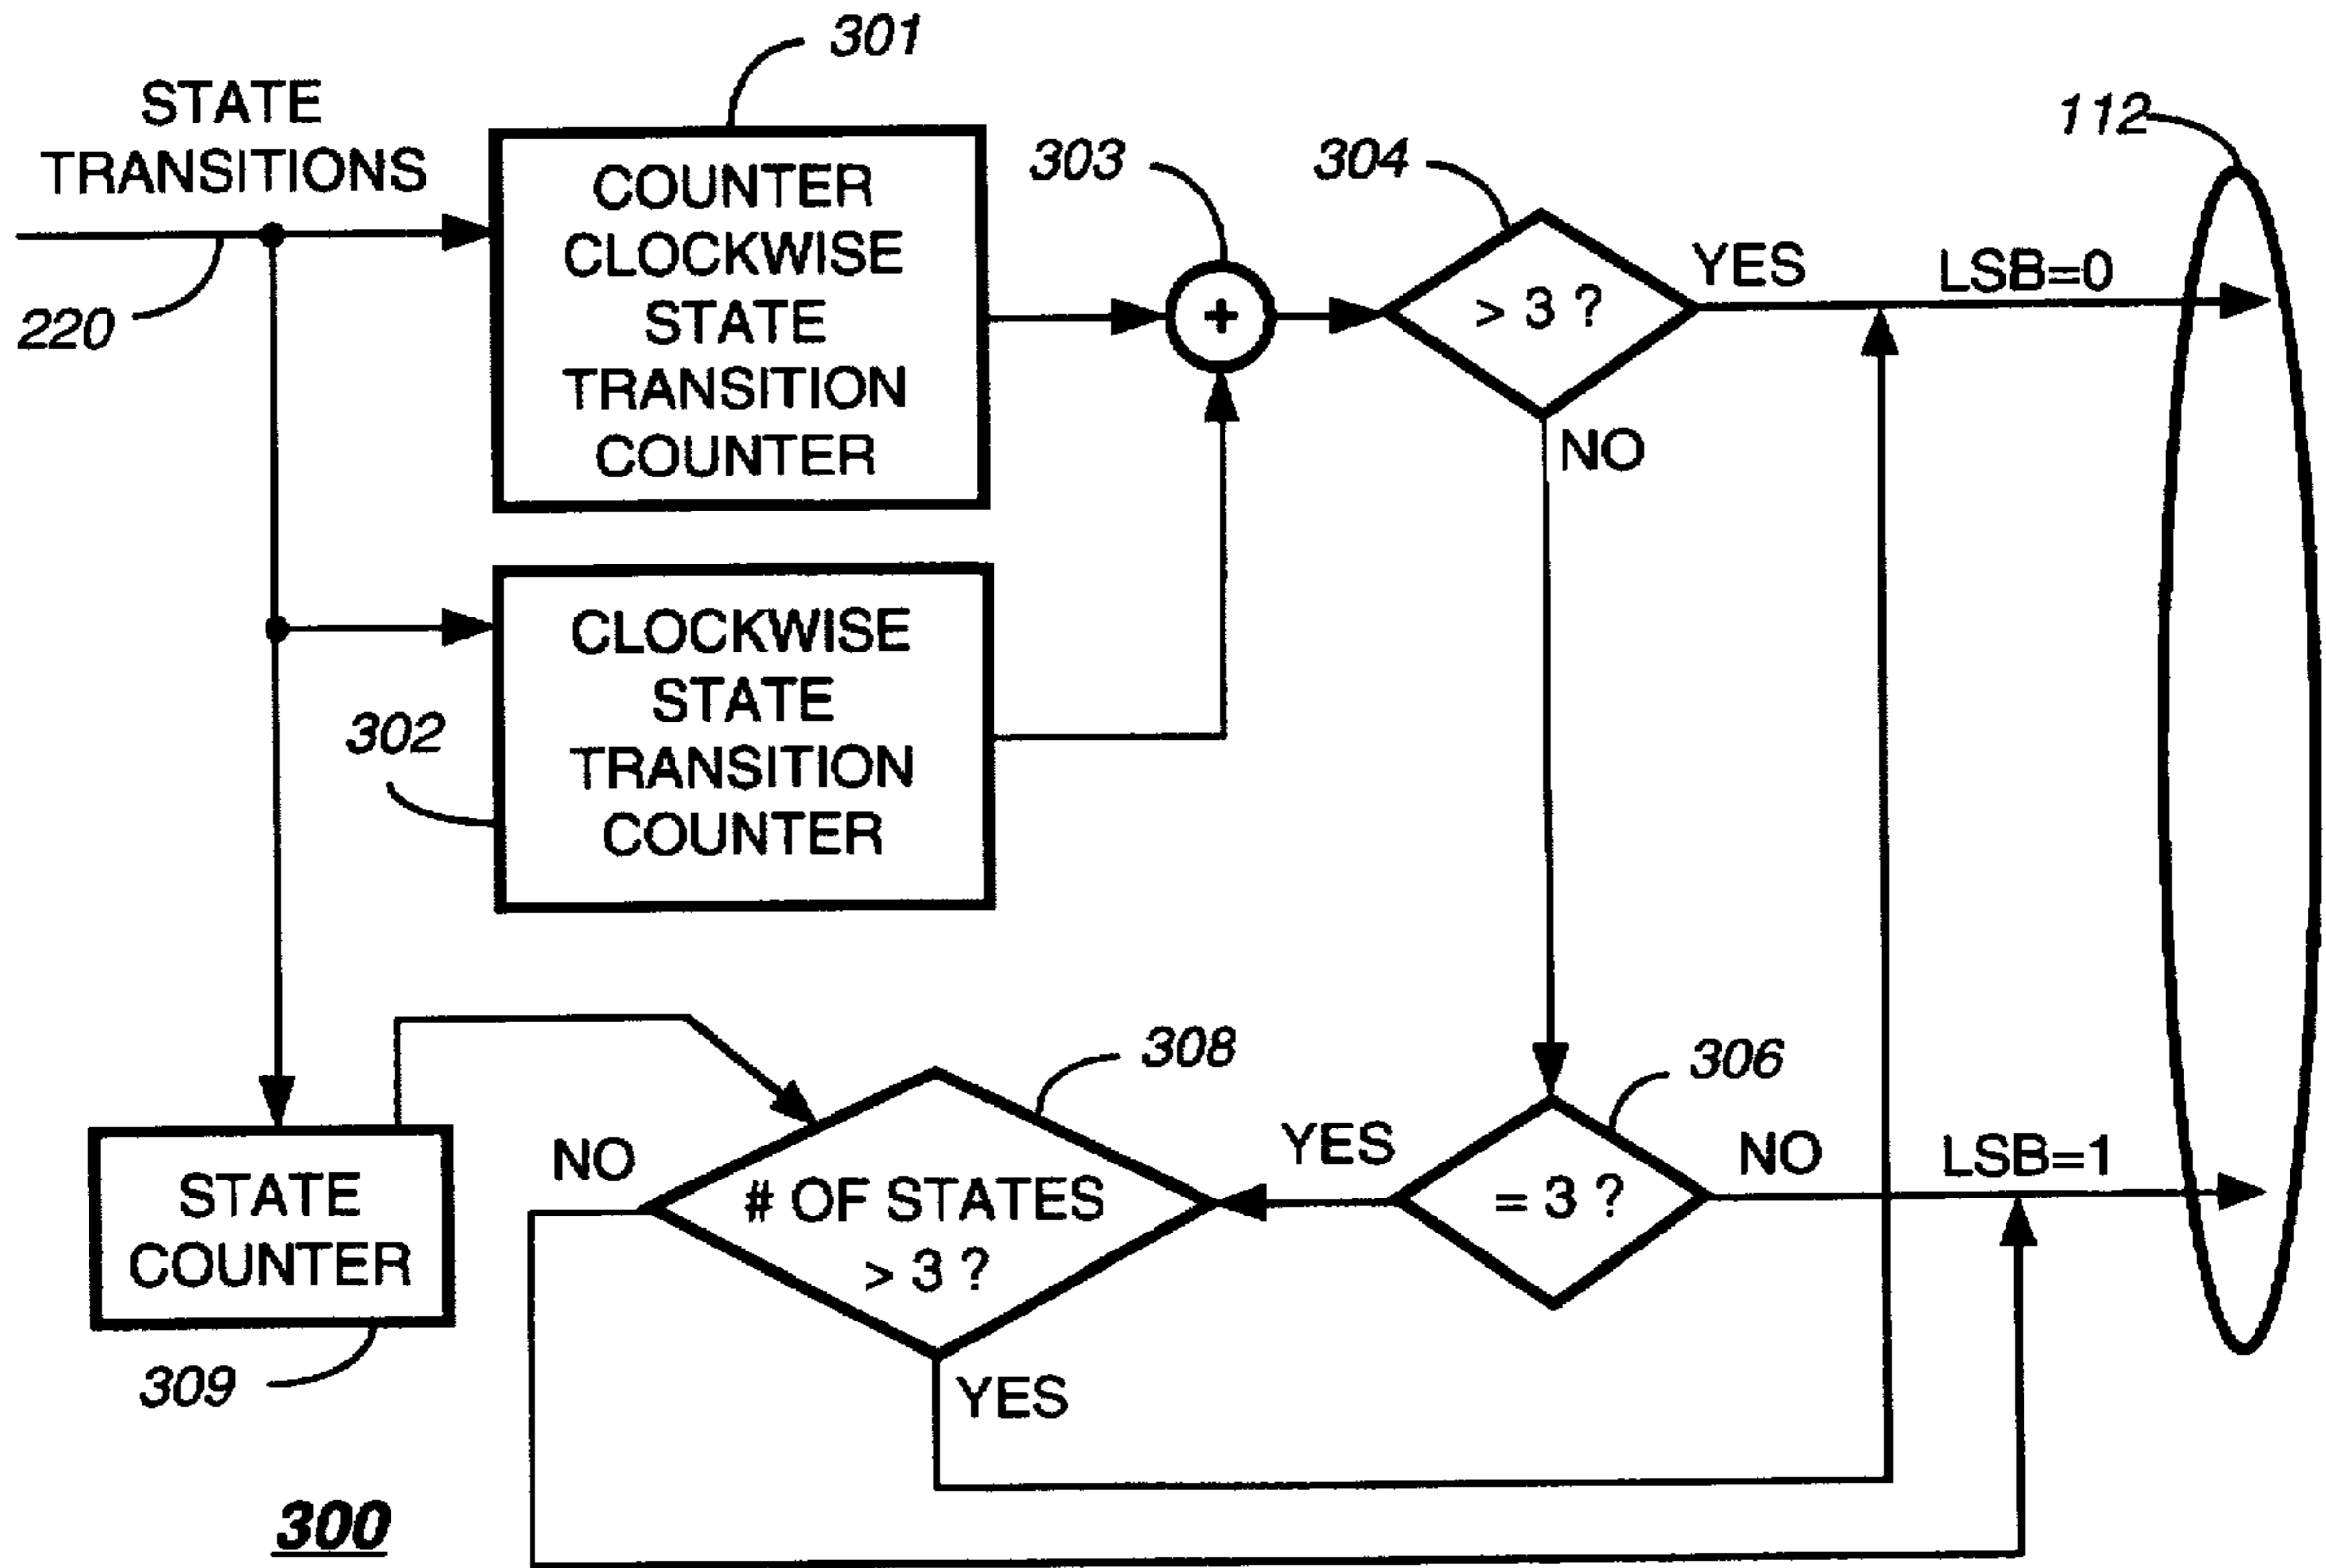 301
STATE
TRANSITIONS
112
COUNTER
CLOCKWISE
STATE
TRANSITION
COUNTER
303
304
> 3 ?
YES
LSB=0
220
+
NO
CLOCKWISE
STATE
TRANSITION
COUNTER
302
308
306
NO
# OF STATES
> 3 ?
YES
= 3 ?
NO
LSB=1
STATE
COUNTER
309
YES
300